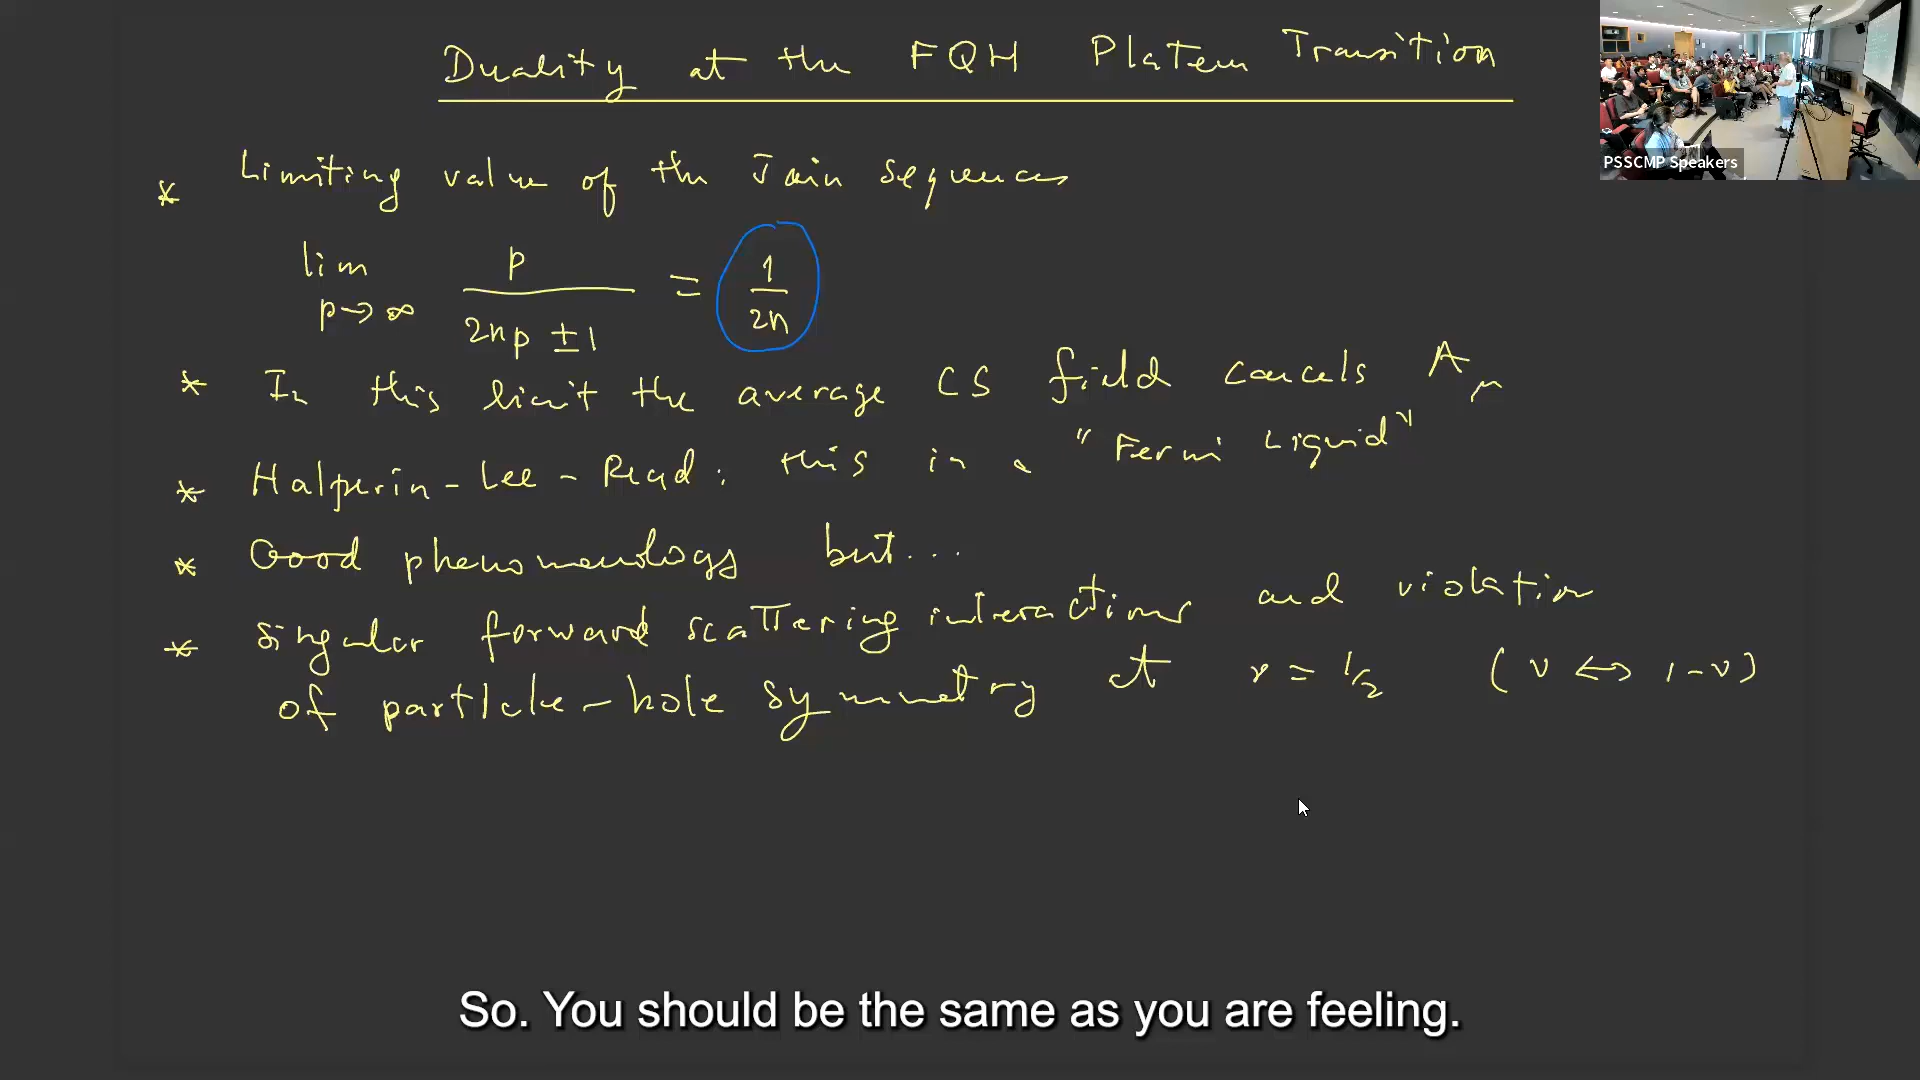 Duality at the FQH Plateau Transition
PSSCMP Speakers
* Limiting value of the Jain sequences
lim p→∞ p / (2np ± 1) = 1 / 2n
* In this limit the average CS field cancels Aμ
* Halperin-Lee-Read: this is a "Fermi Liquid"
* Good phenomenology but...
* Singular forward scattering interactions and violation
of particle-hole symmetry at ν = 1/2 (ν ↔ 1-ν)
So. You should be the same as you are feeling.